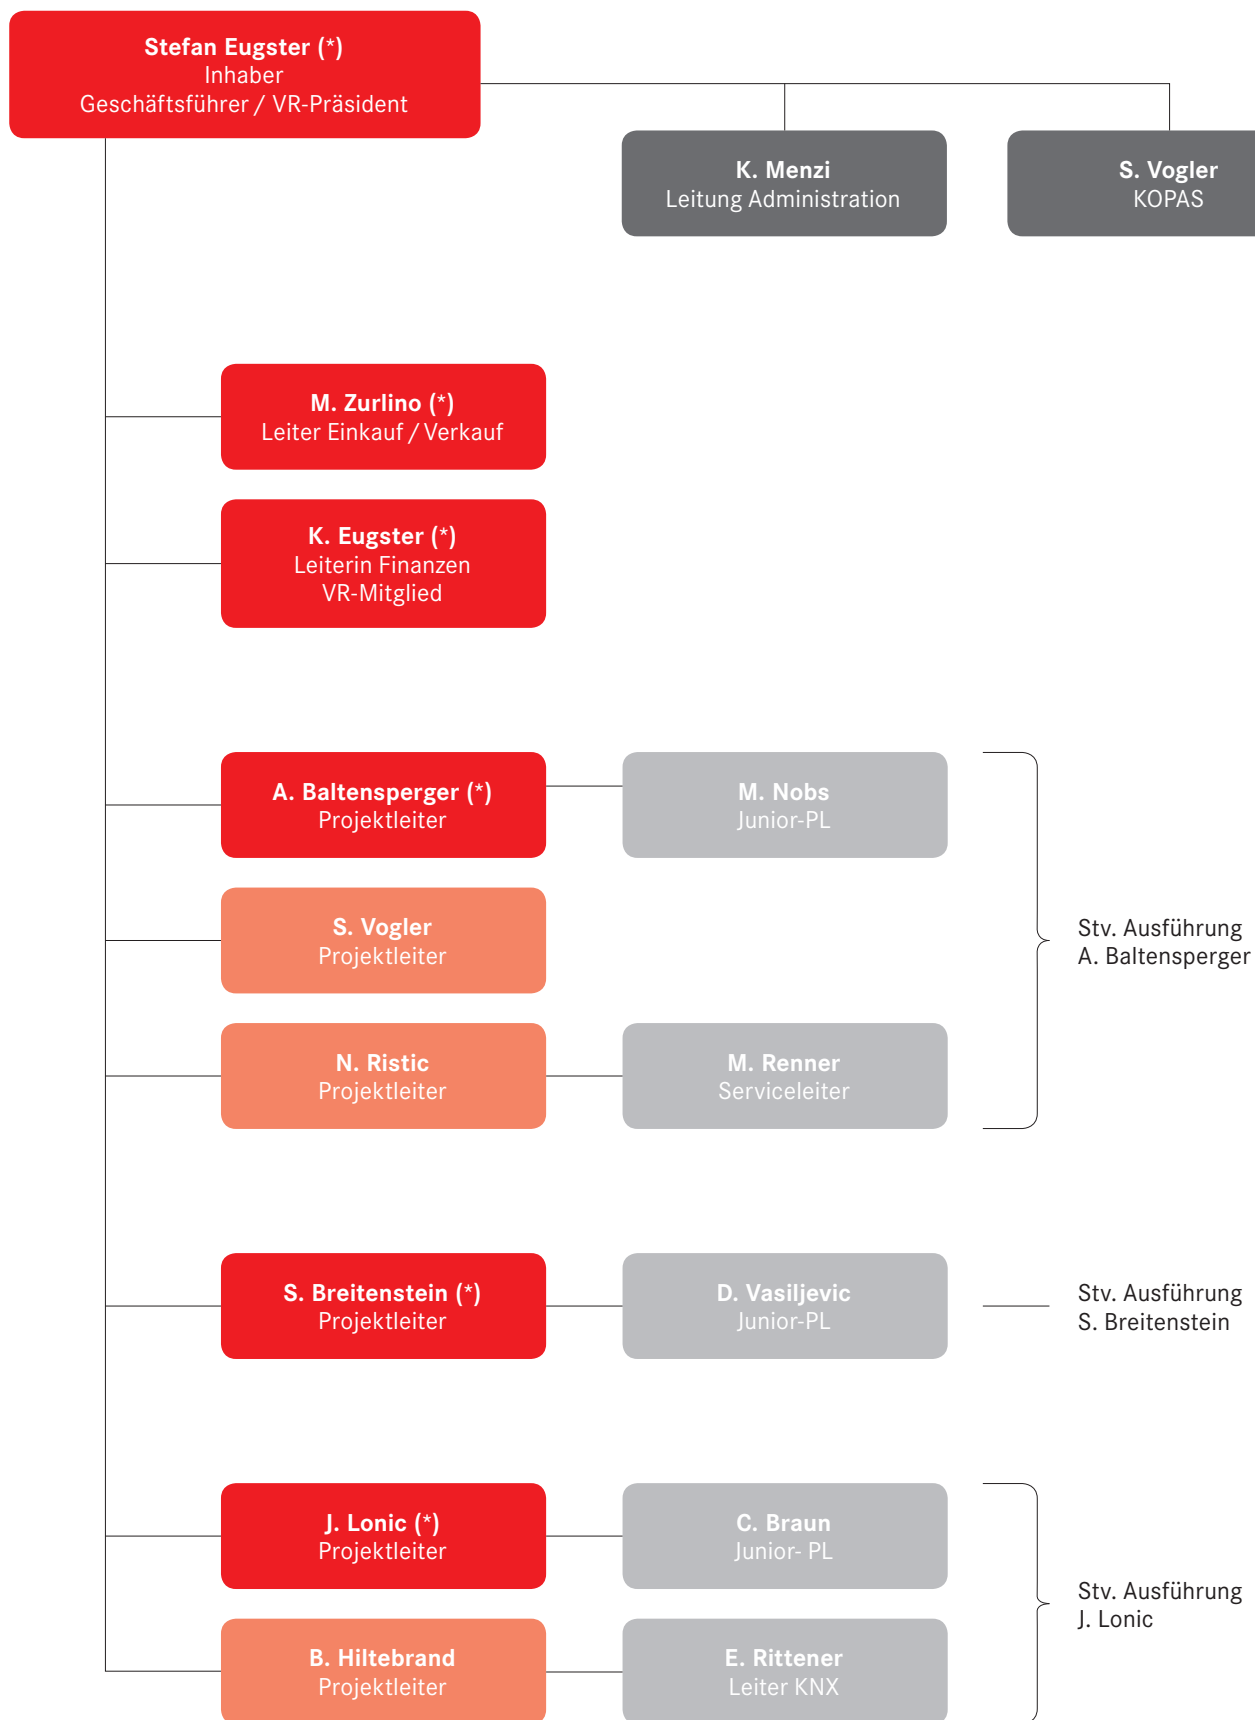 Stefan Eugster (*)
Inhaber
Geschäftsführer / VR-Präsident
K. Menzi
Leitung Administration
S. Vogler
KOPAS
M. Zurlino (*)
Leiter Einkauf / Verkauf
K. Eugster (*)
Leiterin Finanzen
VR-Mitglied
A. Baltensperger (*)
Projektleiter
M. Nobs
Junior-PL
S. Vogler
Projektleiter
Stv. Ausführung
A. Baltensperger
N. Ristic
Projektleiter
M. Renner
Serviceleiter
S. Breitenstein (*)
Projektleiter
D. Vasiljevic
Junior-PL
Stv. Ausführung
S. Breitenstein
J. Lonic (*)
Projektleiter
C. Braun
Junior- PL
Stv. Ausführung
J. Lonic
B. Hiltebrand
Projektleiter
E. Rittener
Leiter KNX